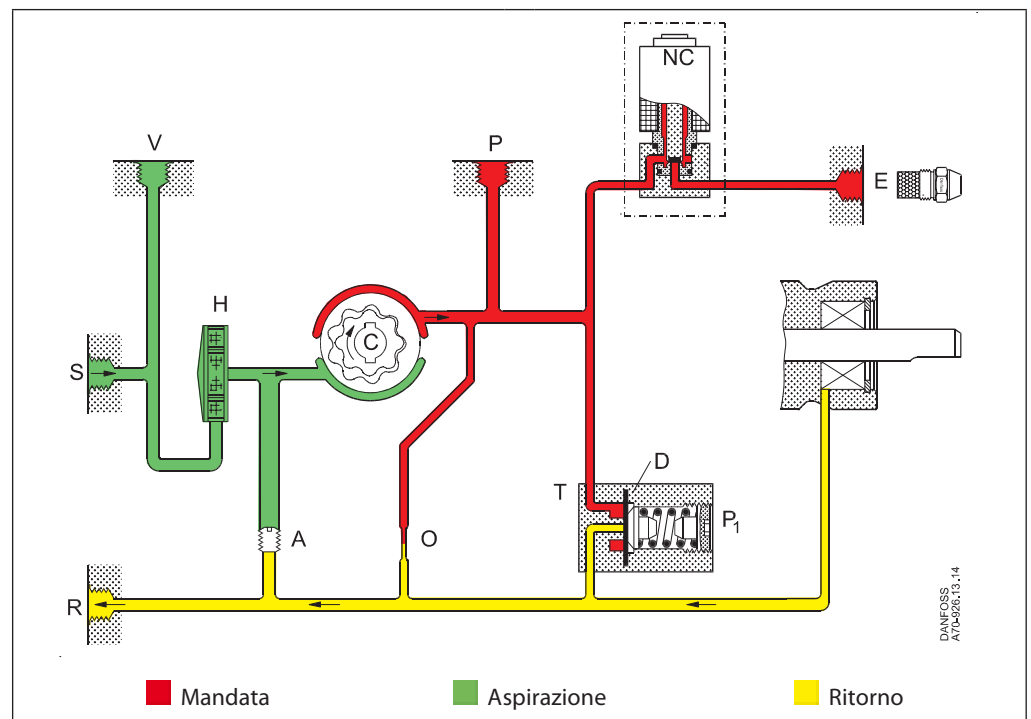 NC
V
P
E
H
C
S
D
T
P1
A
O
R
DANFOSS
A70-926.13.14
Mandata
Aspirazione
Ritorno